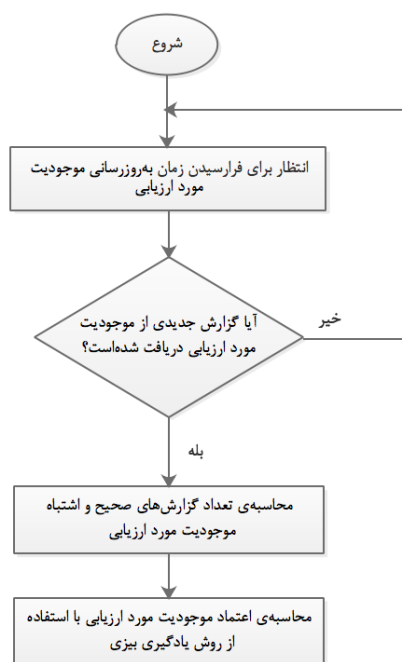 شروع
انتظار برای فرارسیدن زمان به‌روزرسانی موجودیت
مورد ارزیابی
آیا گزارش جدیدی از موجودیت
مورد ارزیابی دریافت شده‌است؟
خیر
بله
محاسبه‌ی تعداد گزارش‌های صحیح و اشتباه
موجودیت مورد ارزیابی
محاسبه‌ی اعتماد موجودیت مورد ارزیابی با استفاده
از روش یادگیری بیزی